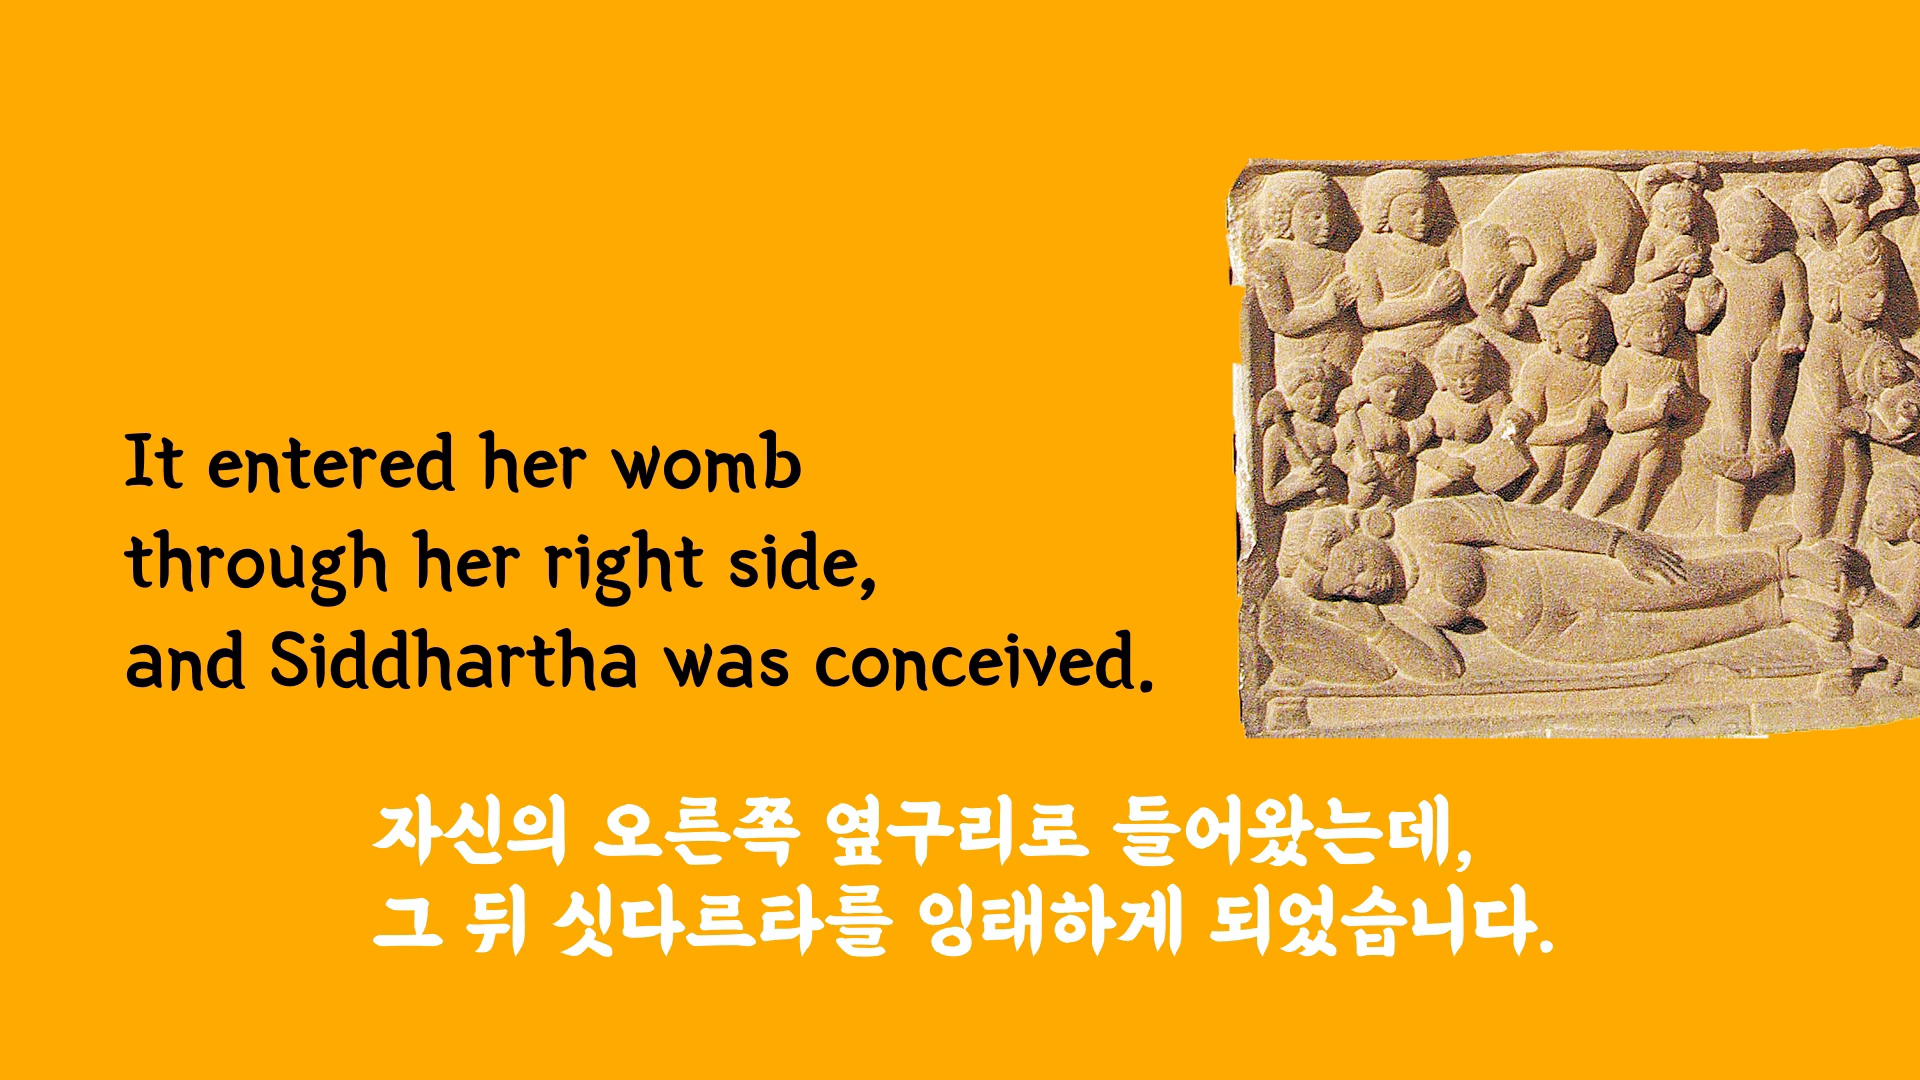 It entered her womb
through her right side,
and Siddhartha was conceived.
자신의 오른쪽 옆구리로 들어왔는데,
그 뒤 싯다르타를 잉태하게 되었습니다.